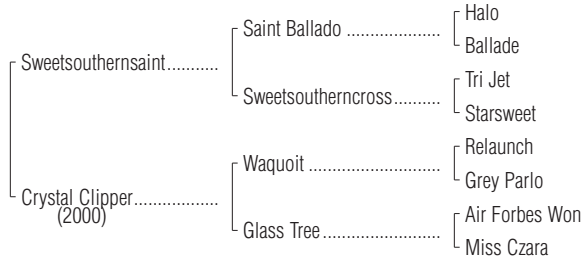 Halo
Saint Ballado ....................
Ballade
Sweetsouthernsaint...........
Tri Jet
Sweetsoutherncross..........
Starsweet
Relaunch
Waquoit ............................
Grey Parlo
Crystal Clipper..................
(2000)
Air Forbes Won
Glass Tree.........................
Miss Czara